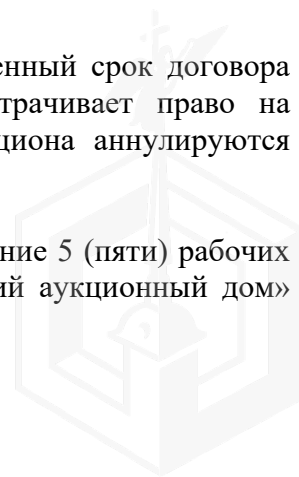 енный срок договора
трачивает право на
циона аннулируются
ние 5 (пяти) рабочих
ий аукционный дом»